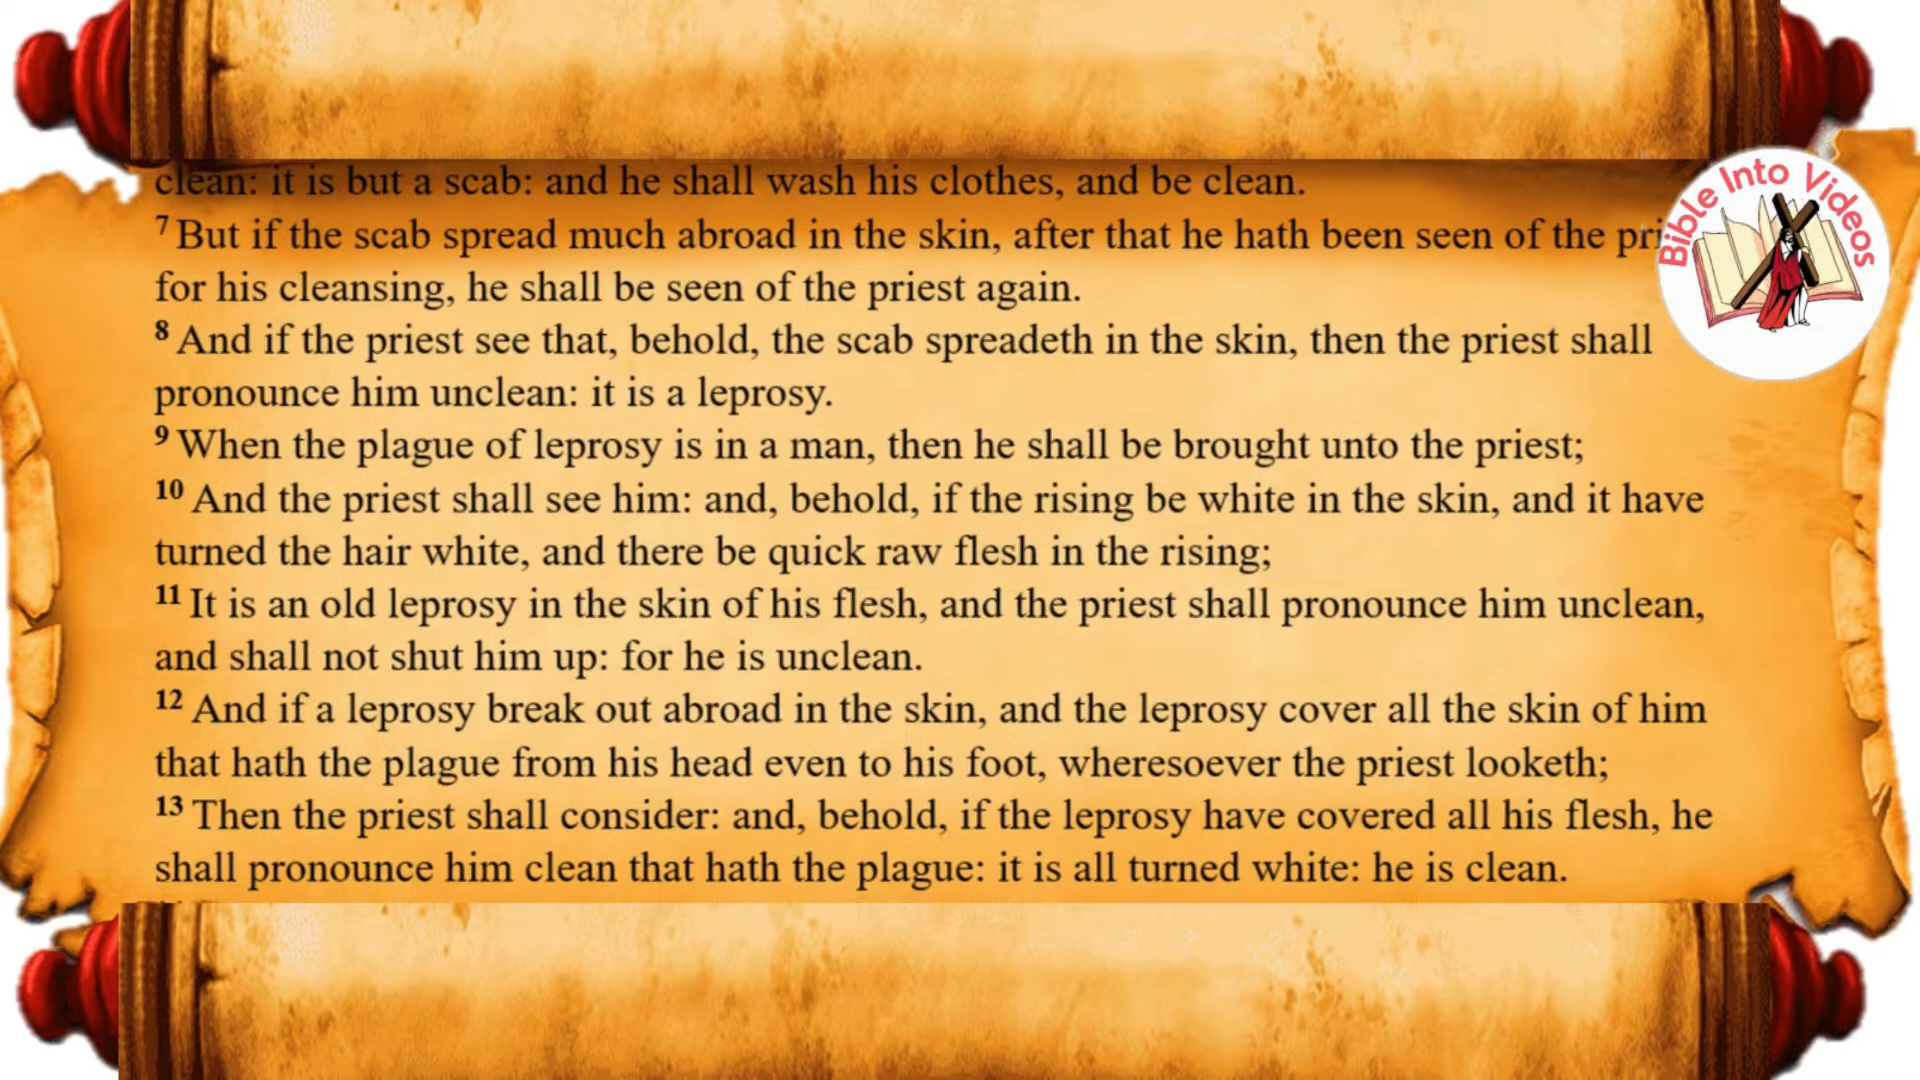 clean: it is but a scab: and he shall wash his clothes, and be clean.
7 But if the scab spread much abroad in the skin, after that he hath been seen of the
for his cleansing, he shall be seen of the priest again.
8 And if the priest see that, behold, the scab spreadeth in the skin, then the priest shall
pronounce him unclean: it is a leprosy.
9 When the plague of leprosy is in a man, then he shall be brought unto the priest;
10 And the priest shall see him: and, behold, if the rising be white in the skin, and it have
turned the hair white, and there be quick raw flesh in the rising;
11 It is an old leprosy in the skin of his flesh, and the priest shall pronounce him unclean,
and shall not shut him up: for he is unclean.
12 And if a leprosy break out abroad in the skin, and the leprosy cover all the skin of him
that hath the plague from his head even to his foot, wheresoever the priest looketh;
13 Then the priest shall consider: and, behold, if the leprosy have covered all his flesh, he
shall pronounce him clean that hath the plague: it is all turned white: he is clean.
Bible Into Videos